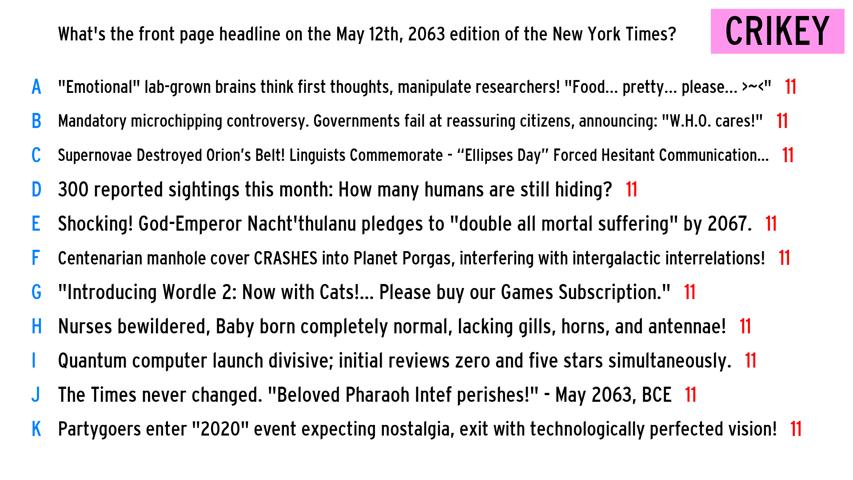 What's the front page headline on the May 12th, 2063 edition of the New York Times?
CRIKEY
A "Emotional" lab-grown brains think first thoughts, manipulate researchers! "Food... pretty... please... >~<" 11
B Mandatory microchipping controversy. Governments fail at reassuring citizens, announcing: "W.H.O. cares!" 11
C Supernovae Destroyed Orion’s Belt! Linguists Commemorate - “Ellipses Day” Forced Hesitant Communication... 11
D 300 reported sightings this month: How many humans are still hiding? 11
E Shocking! God-Emperor Nacht'thulanu pledges to "double all mortal suffering" by 2067. 11
F Centenarian manhole cover CRASHES into Planet Porgas, interfering with intergalactic interrelations! 11
G "Introducing Wordle 2: Now with Cats!... Please buy our Games Subscription." 11
H Nurses bewildered, Baby born completely normal, lacking gills, horns, and antennae! 11
I Quantum computer launch divisive; initial reviews zero and five stars simultaneously. 11
J The Times never changed. "Beloved Pharaoh Intef perishes!" - May 2063, BCE 11
K Partygoers enter "2020" event expecting nostalgia, exit with technologically perfected vision! 11